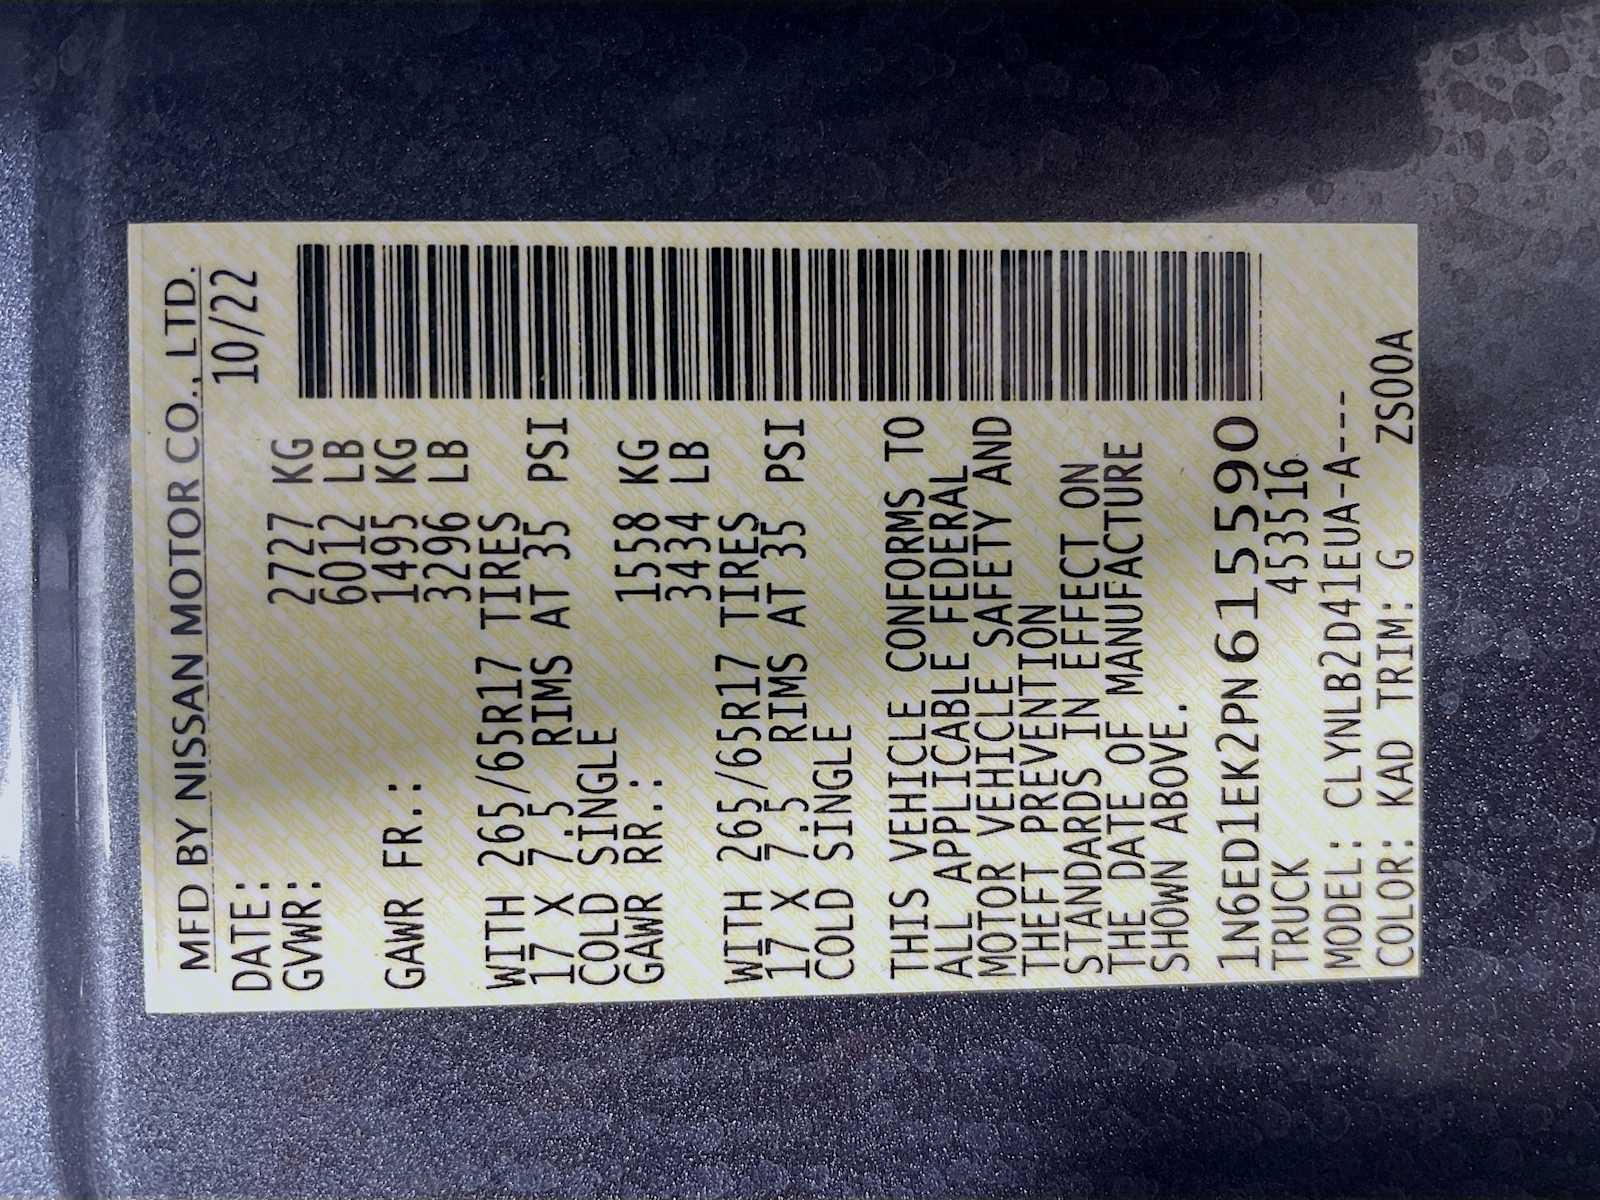 MFD BY NISSAN MOTOR CO., LTD.
DATE: 10/22
GVWR: 2727 KG
6012 LB
GAWR FR.: 1495 KG
3296 LB
WITH 265/65R17 TIRES
17 X 7.5 RIMS AT 35 PSI
COLD SINGLE
GAWR RR.: 1558 KG
3434 LB
WITH 265/65R17 TIRES
17 X 7.5 RIMS AT 35 PSI
COLD SINGLE
THIS VEHICLE CONFORMS TO
ALL APPLICABLE FEDERAL
MOTOR VEHICLE SAFETY AND
THEFT PREVENTION
STANDARDS IN EFFECT ON
THE DATE OF MANUFACTURE
SHOWN ABOVE.
1N6ED1EK2PN615590
TRUCK 453516
MODEL: CLYNLB2D41EUA-A---
COLOR: KAD TRIM: G ZS00A